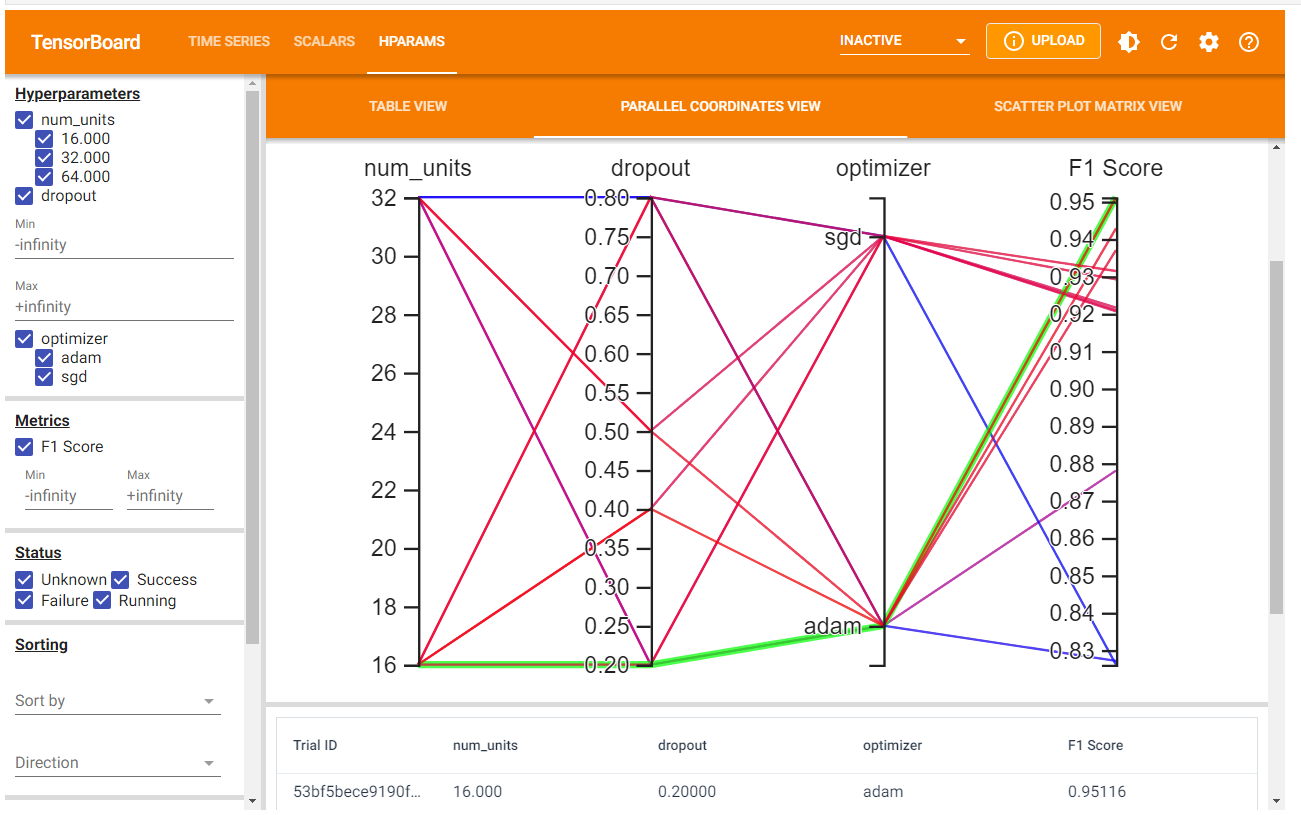 TensorBoard TIME SERIES SCALARS HPARAMS INACTIVE UPLOAD
Hyperparameters
num_units
16.000
32.000
64.000
dropout
Min
-infinity
Max
+infinity
optimizer
adam
sgd
Metrics
F1 Score
Min Max
-infinity +infinity
Status
Unknown Success
Failure Running
Sorting
Sort by
Direction
TABLE VIEW PARALLEL COORDINATES VIEW SCATTER PLOT MATRIX VIEW
num_units dropout optimizer F1 Score
32
30
28
26
24
22
20
18
16
0.80
0.75
0.70
0.65
0.60
0.55
0.50
0.45
0.40
0.35
0.30
0.25
0.20
sgd
adam
0.95
0.94
0.93
0.92
0.91
0.90
0.89
0.88
0.87
0.86
0.85
0.84
0.83
Trial ID num_units dropout optimizer F1 Score
53bf5bece9190f... 16.000 0.20000 adam 0.95116